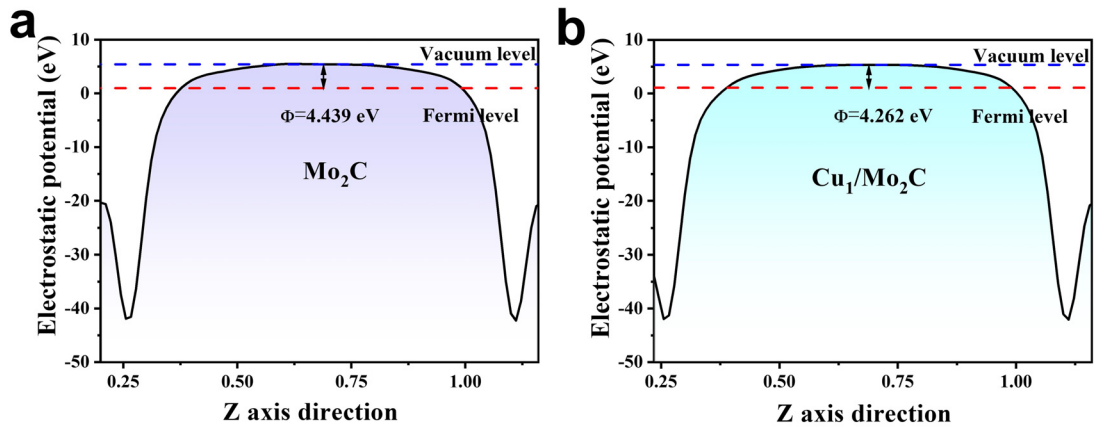 a
Electrostatic potential (eV)
10
0
-10
-20
-30
-40
-50
Vacuum level
Φ=4.439 eV
Fermi level
Mo₂C
0.25
0.50
0.75
1.00
Z axis direction
b
Electrostatic potential (eV)
10
0
-10
-20
-30
-40
-50
Vacuum level
Φ=4.262 eV
Fermi level
Cu₁/Mo₂C
0.25
0.50
0.75
1.00
Z axis direction